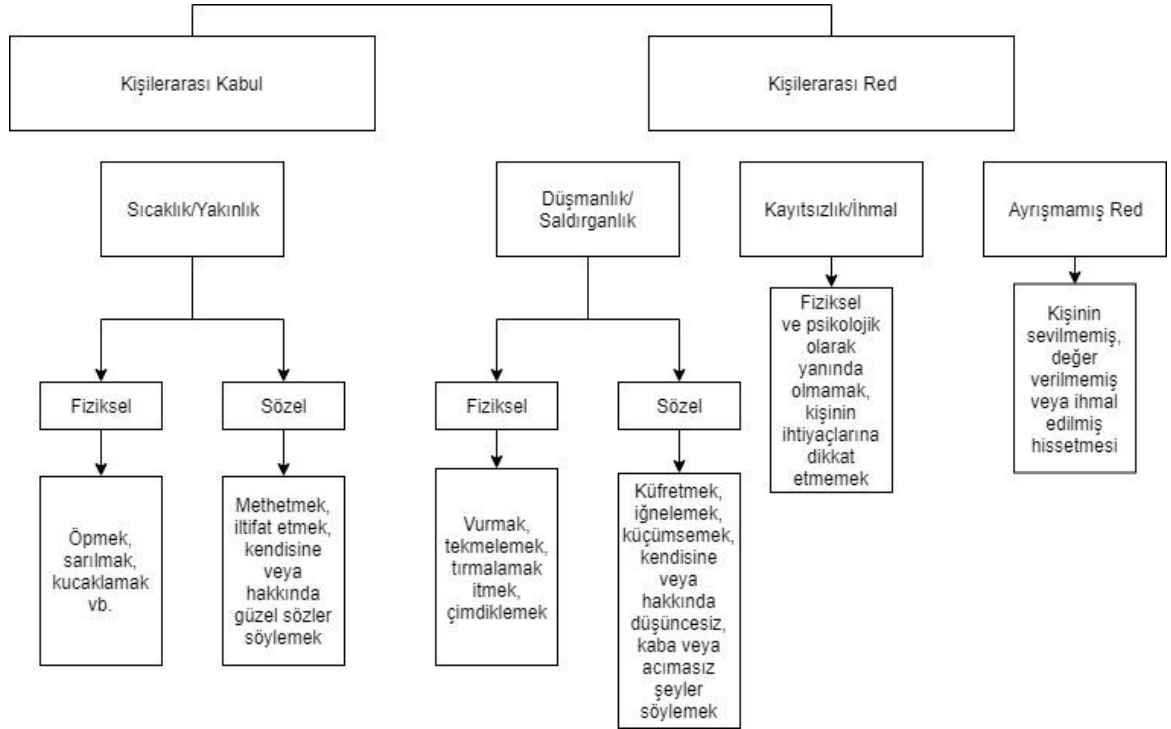 Kişilerarası Kabul
Kişilerarası Red
Sıcaklık/Yakınlık
Düşmanlık/
Saldırganlık
Kayıtsızlık/İhmal
Ayrışmamış Red
Fiziksel
Sözel
Fiziksel
Sözel
Fiziksel
ve psikolojik
olarak
yanında
olmamak,
kişinin
ihtiyaçlarına
dikkat
etmemek
Kişinin
sevilmemiş,
değer
verilmemiş
veya ihmal
edilmiş
hissetmesi
Öpmek,
sarılmak,
kucaklamak
vb.
Methetmek,
iltifat etmek,
kendisine
veya
hakkında
güzel sözler
söylemek
Vurmak,
tekmelemek,
tırmalamak
itmek,
çimdiklemek
Küfretmek,
iğnelemek,
küçümsemek,
kendisine
veya
hakkında
düşüncesiz,
kaba veya
acımasız
şeyler
söylemek